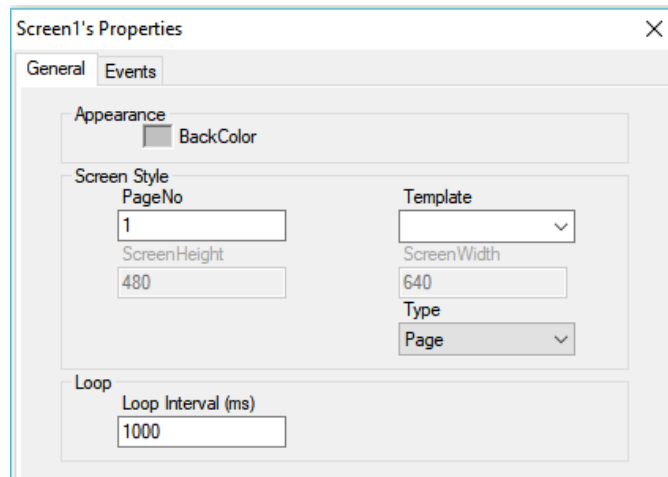 Screen1's Properties
General Events
Appearance
BackColor
Screen Style
PageNo Template
1
ScreenHeight ScreenWidth
480 640
Type
Page
Loop
Loop Interval (ms)
1000